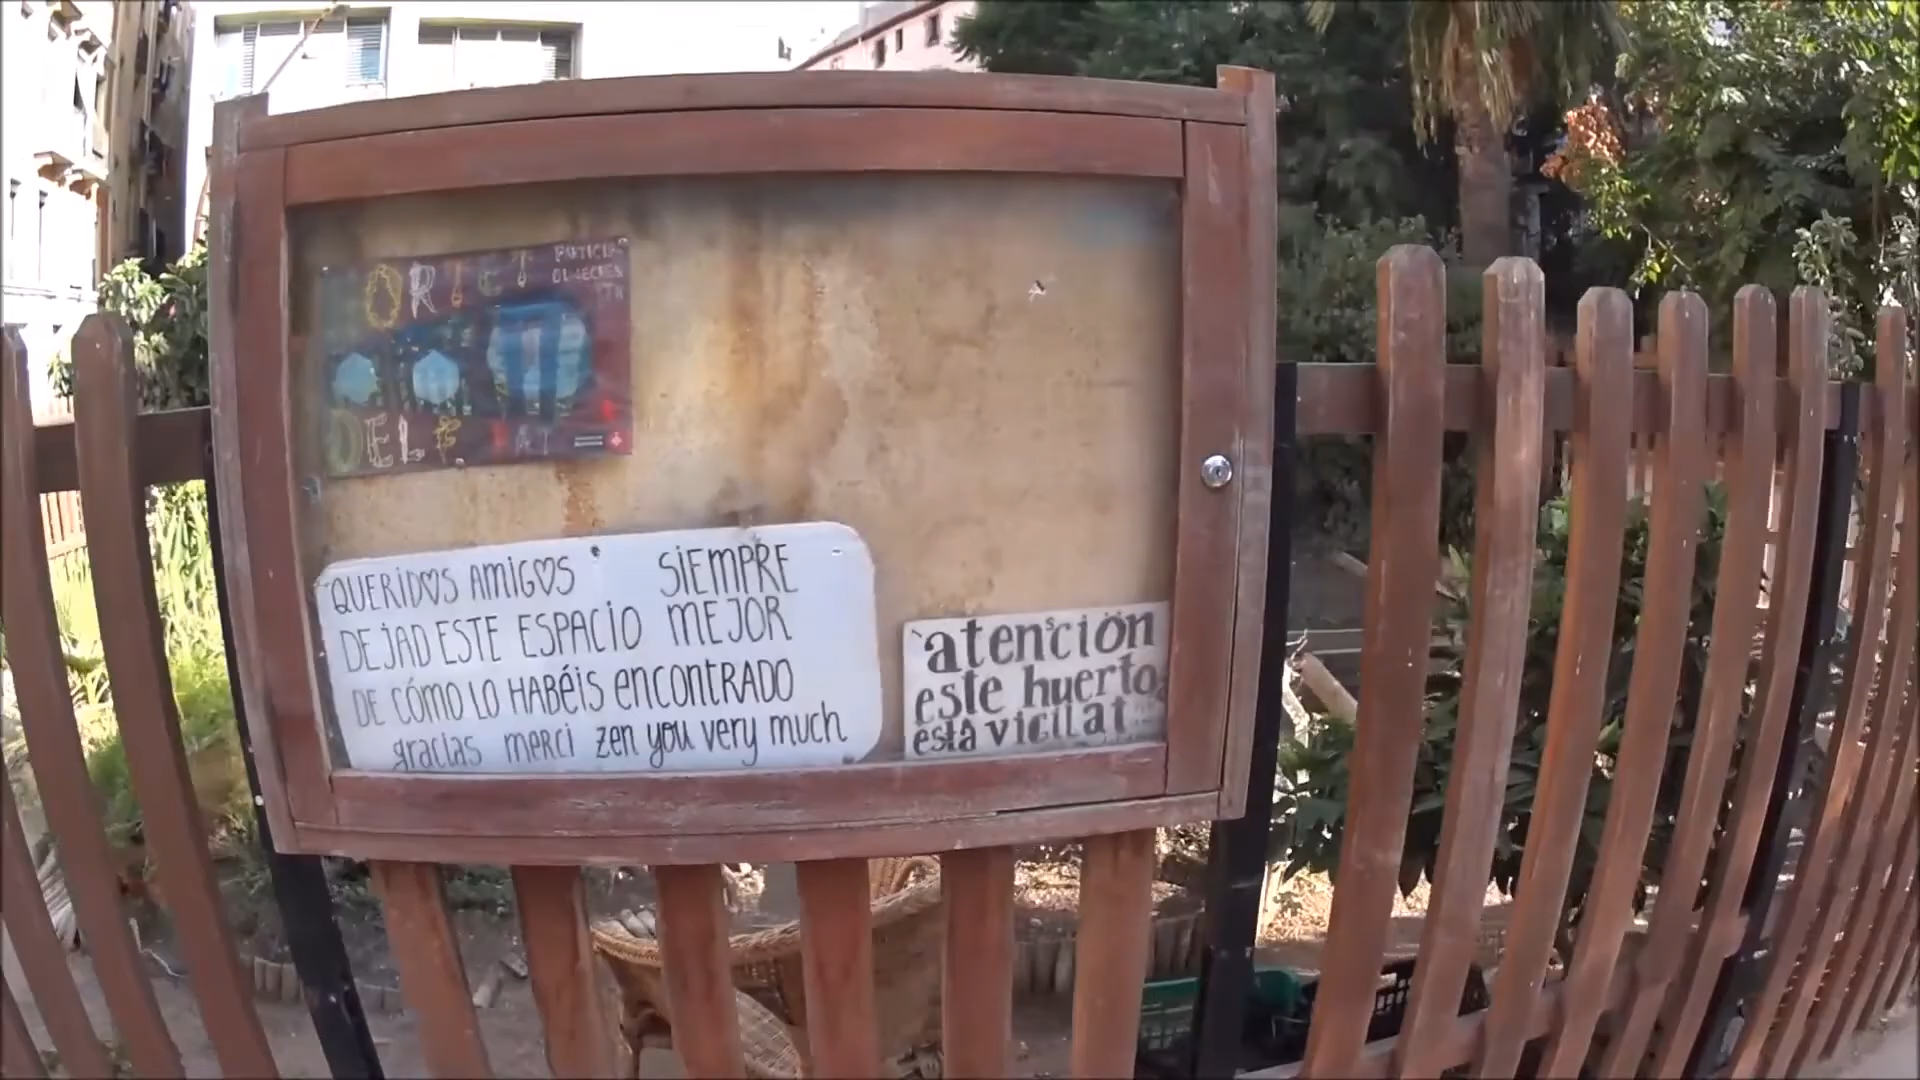 QUERIDOS AMIGOS SIEMPRE
DEJAD ESTE ESPACIO MEJOR
DE CÓMO LO HABÉIS ENCONTRADO
gracias merci zen you very much
atención
este huerto
está vigilat